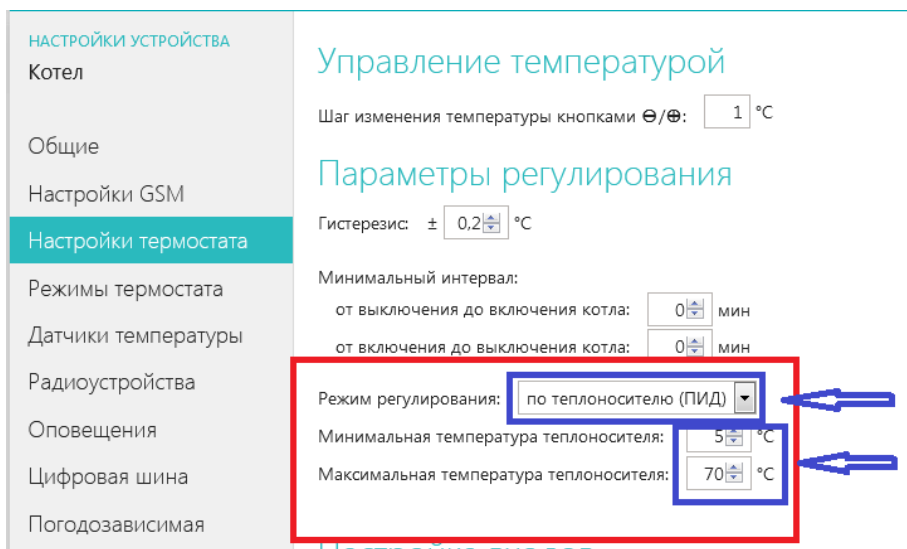 НАСТРОЙКИ УСТРОЙСТВА
Котел
Общие
Настройки GSM
Настройки термостата
Режимы термостата
Датчики температуры
Радиоустройства
Оповещения
Цифровая шина
Погодозависимая
Управление температурой
Шаг изменения температуры кнопками ⊖/⊕: 1 °C
Параметры регулирования
Гистерезис: ± 0,2 °C
Минимальный интервал:
от выключения до включения котла: 0 мин
от включения до выключения котла: 0 мин
Режим регулирования: по теплоносителю (ПИД)
Минимальная температура теплоносителя: 5 °C
Максимальная температура теплоносителя: 70 °C